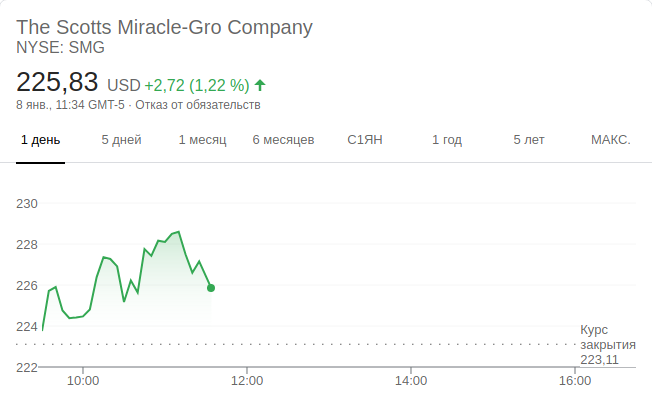 The Scotts Miracle-Gro Company
NYSE: SMG
225,83 USD +2,72 (1,22 %)
8 янв., 11:34 GMT-5 · Отказ от обязательств
1 день 5 дней 1 месяц 6 месяцев С1ЯН 1 год 5 лет МАКС.
230
228
226
224
222
Курс
закрытия
223,11
10:00 12:00 14:00 16:00